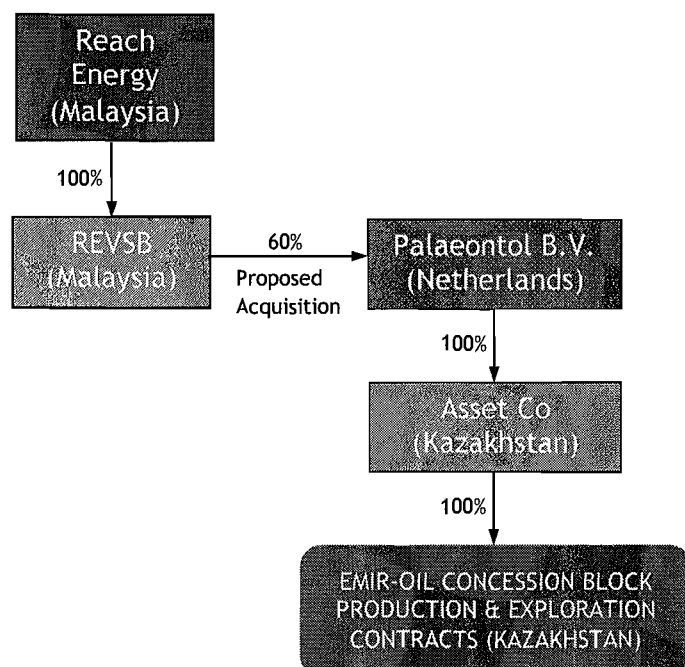 Reach
Energy
(Malaysia)
100%
REVSB
(Malaysia)
60%
Proposed
Acquisition
Palaeontol B.V.
(Netherlands)
100%
Asset Co
(Kazakhstan)
100%
EMIR-OIL CONCESSION BLOCK
PRODUCTION & EXPLORATION
CONTRACTS (KAZAKHSTAN)